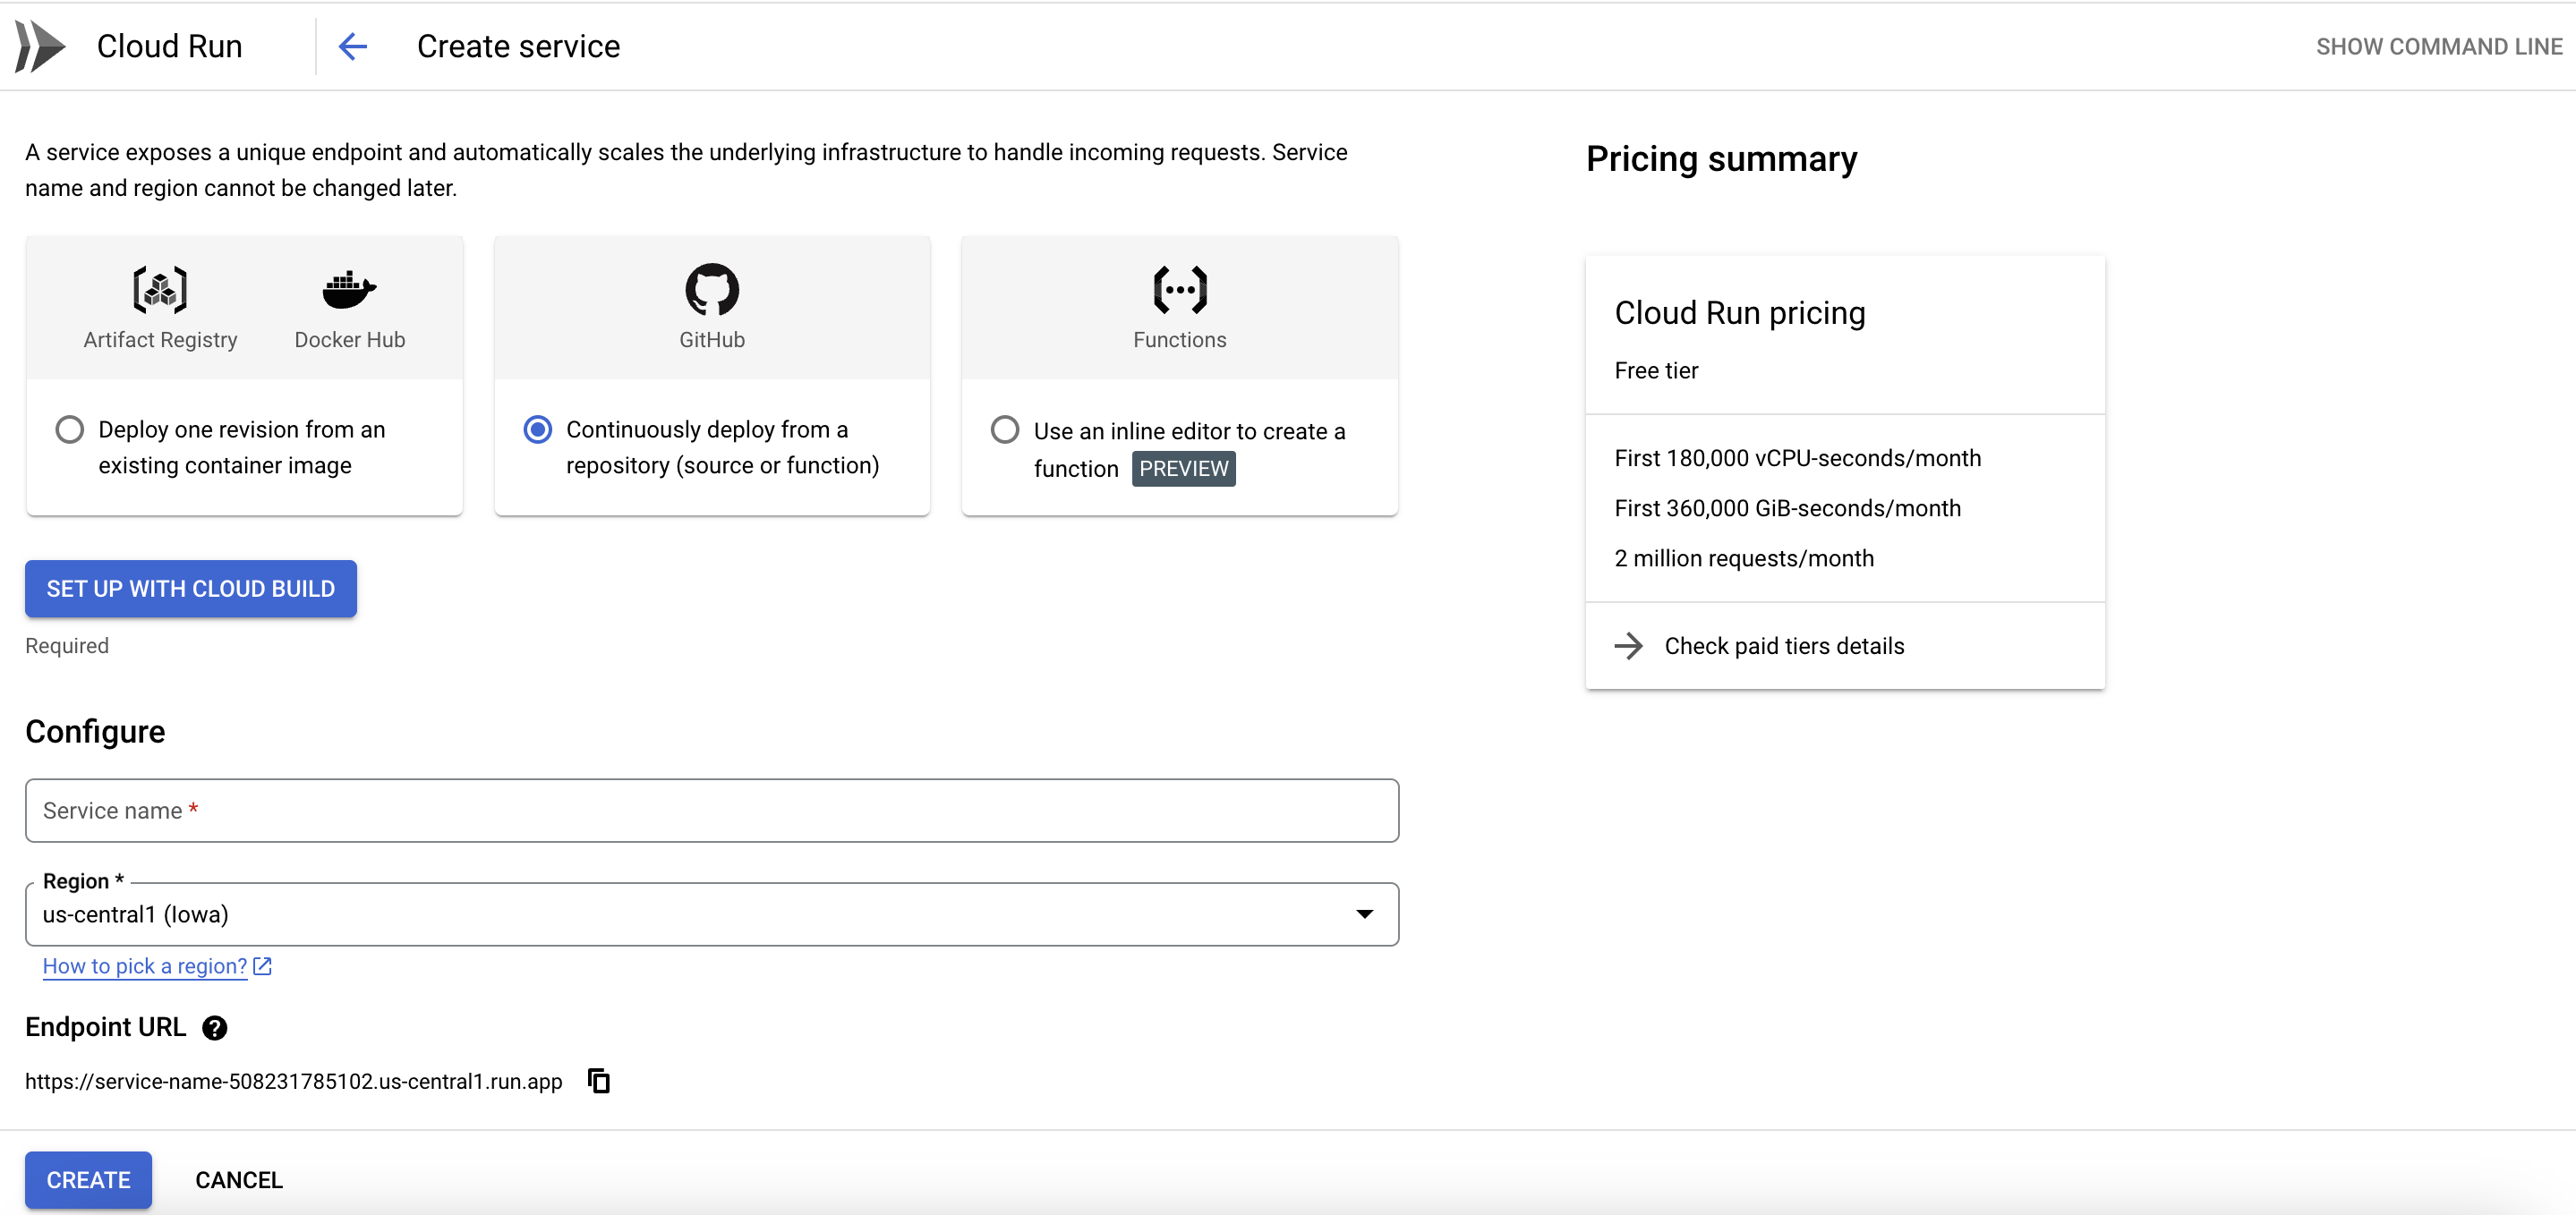 Cloud Run
Create service
SHOW COMMAND LINE
A service exposes a unique endpoint and automatically scales the underlying infrastructure to handle incoming requests. Service
name and region cannot be changed later.
Artifact Registry
Docker Hub
Deploy one revision from an
existing container image
GitHub
Continuously deploy from a
repository (source or function)
Functions
Use an inline editor to create a
function PREVIEW
SET UP WITH CLOUD BUILD
Required
Configure
Service name *
Region *
us-central1 (Iowa)
How to pick a region?
Endpoint URL
https://service-name-508231785102.us-central1.run.app
CREATE
CANCEL
Pricing summary
Cloud Run pricing
Free tier
First 180,000 vCPU-seconds/month
First 360,000 GiB-seconds/month
2 million requests/month
Check paid tiers details